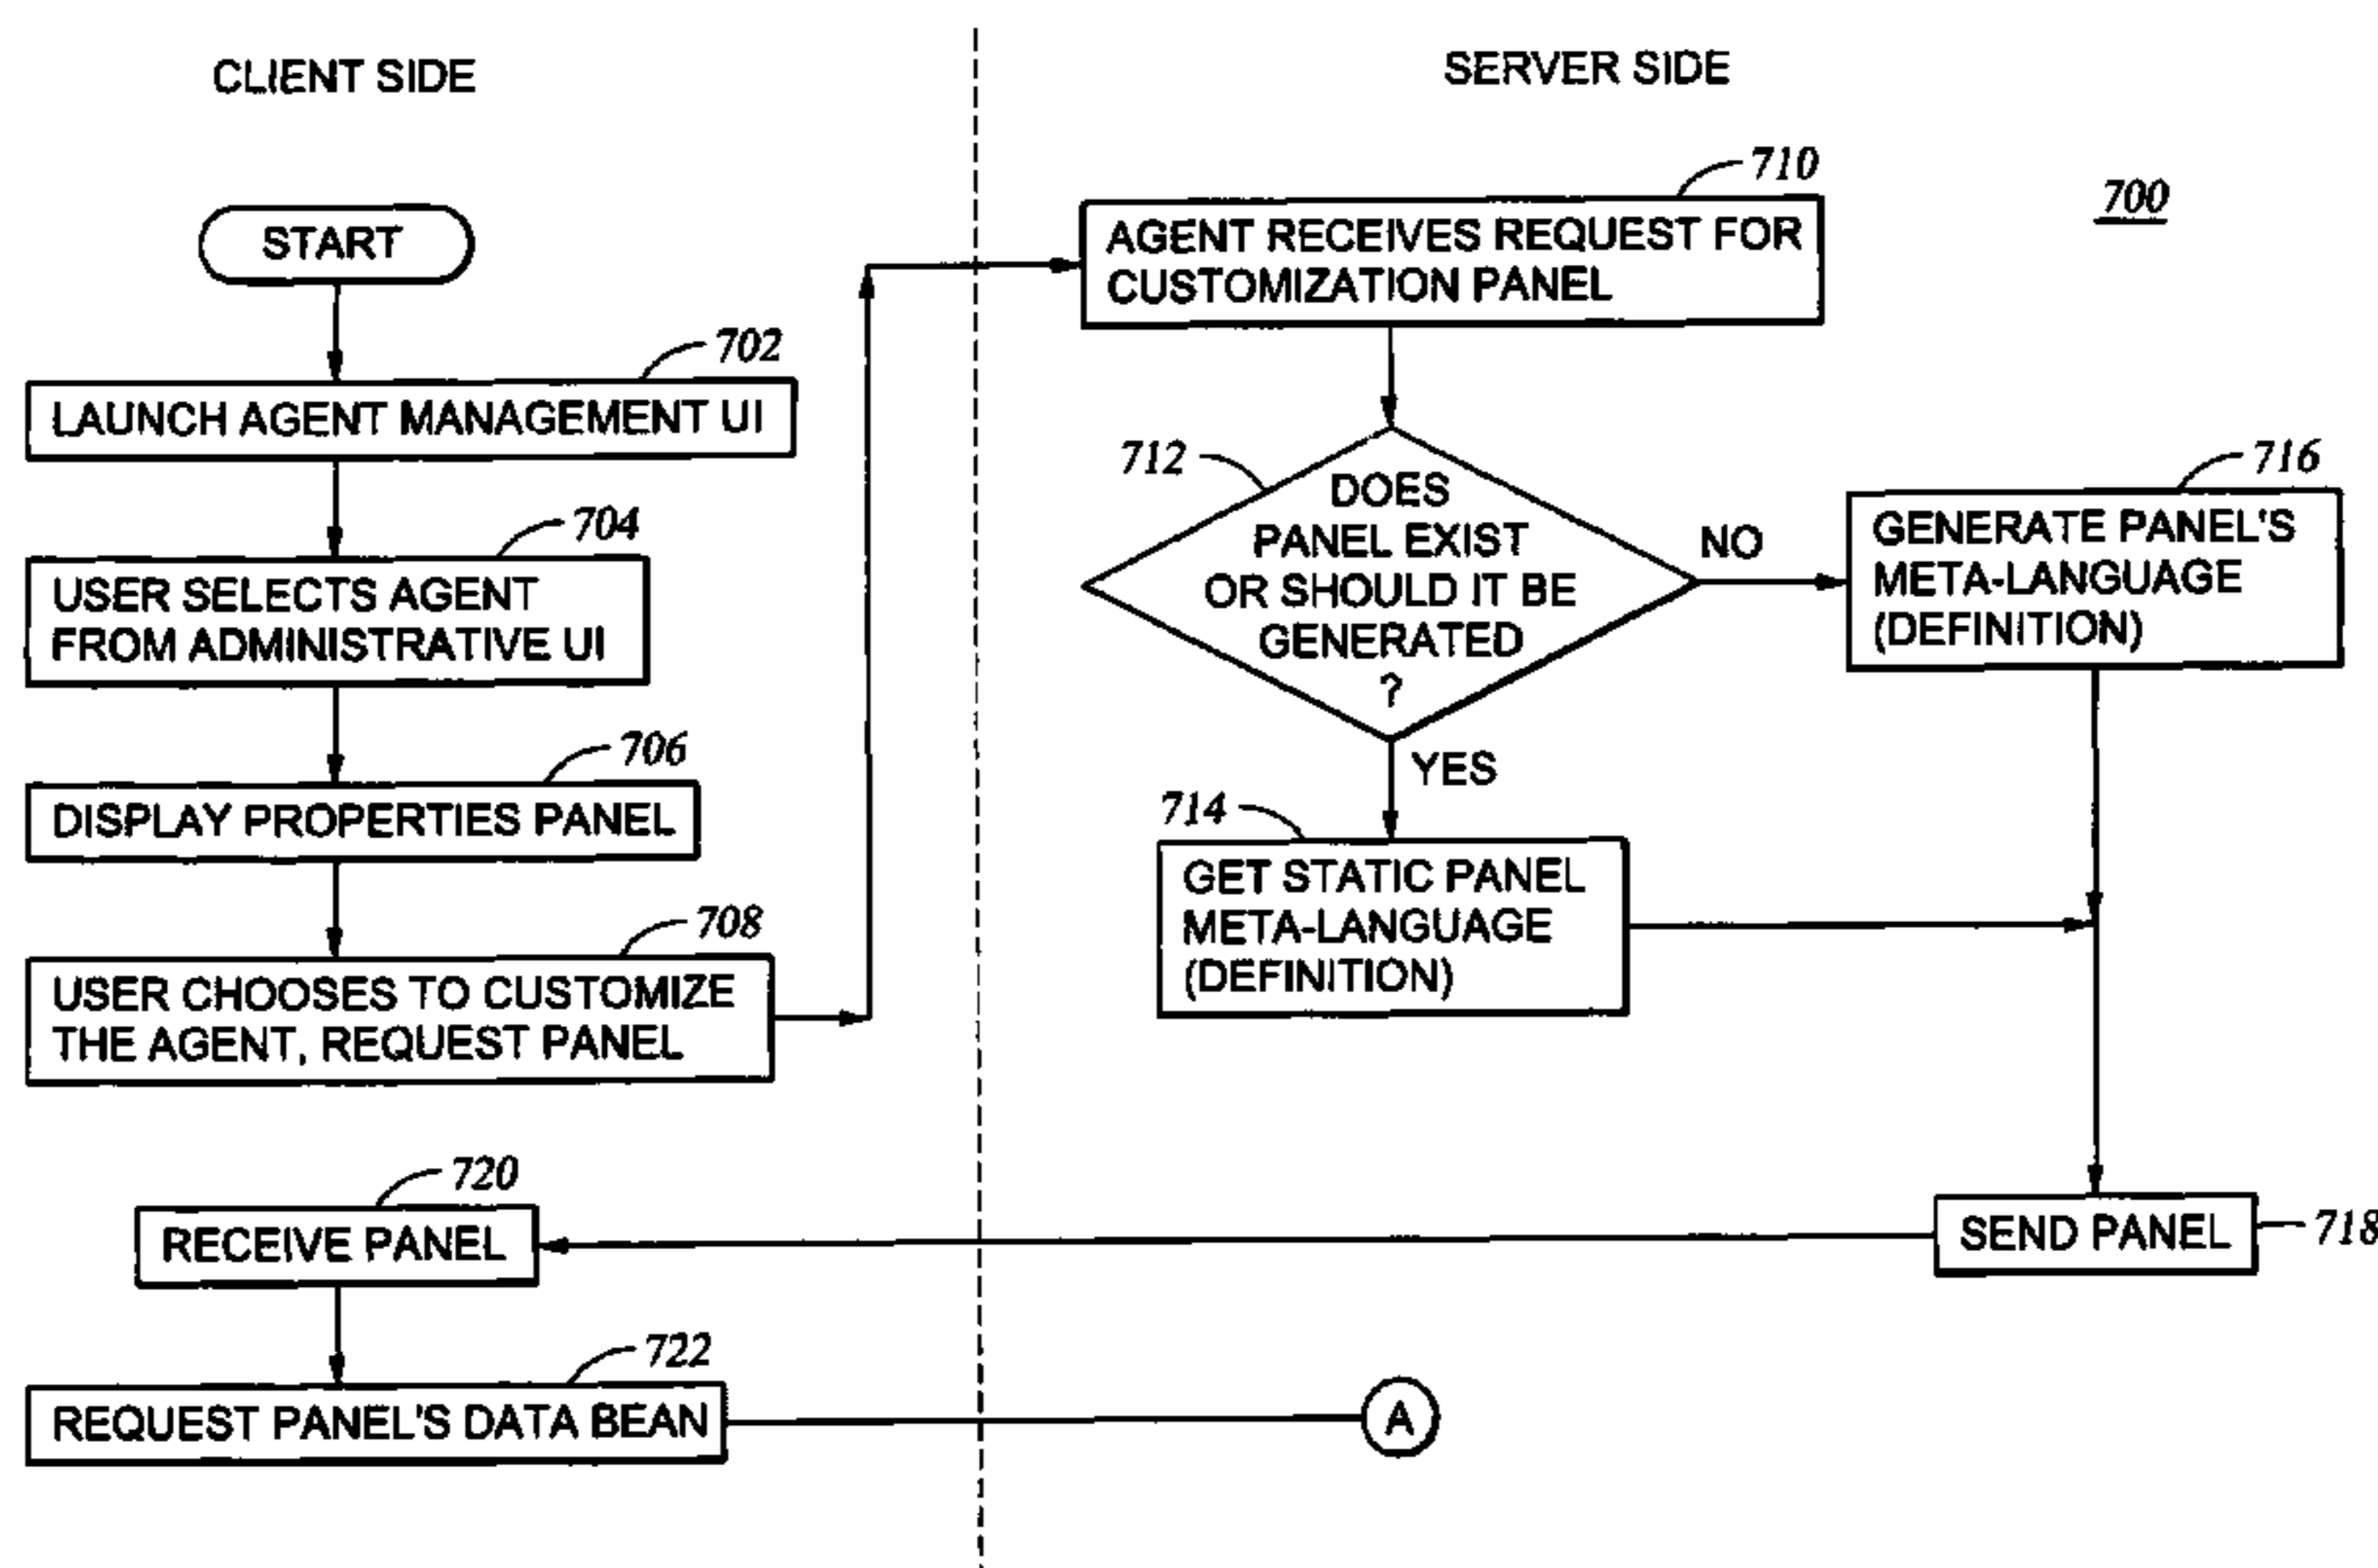 CLIENT SIDE
START
702
LAUNCH AGENT MANAGEMENT UI
704
USER SELECTS AGENT
FROM ADMINISTRATIVE UI
706
DISPLAY PROPERTIES PANEL
708
USER CHOOSES TO CUSTOMIZE
THE AGENT, REQUEST PANEL
SERVER SIDE
700
710
AGENT RECEIVES REQUEST FOR
CUSTOMIZATION PANEL
712
DOES
PANEL EXIST
OR SHOULD IT BE
GENERATED
?
NO
716
GENERATE PANEL'S
META-LANGUAGE
(DEFINITION)
YES
714
GET STATIC PANEL
META-LANGUAGE
(DEFINITION)
SEND PANEL
718
720
RECEIVE PANEL
722
REQUEST PANEL'S DATA BEAN
A